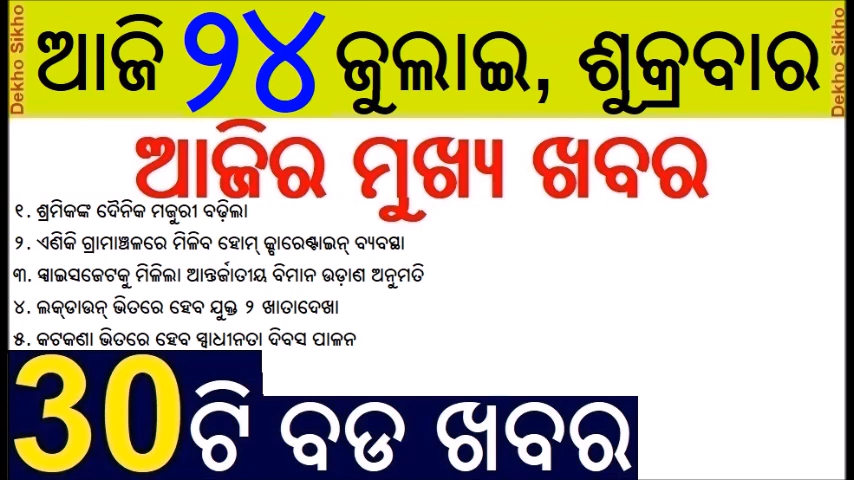 Dekho Sikho
ଆଜି ୨୪ ଜୁଲାଇ, ଶୁକ୍ରବାର
Dekho Sikho
ଆଜିର ମୁଖ୍ୟ ଖବର
୧. ଶ୍ରମିକଙ୍କ ଦୈନିକ ମଜୁରୀ ବଢ଼ିଲା
୨. ଏଣିକି ଗ୍ରାମାଞ୍ଚଳରେ ମିଳିବ ହୋମ୍ କ୍ଵାରେଣ୍ଟାଇନ୍ ବ୍ୟବସ୍ଥା
୩. ସ୍ପାଇସଜେଟକୁ ମିଳିଲା ଆନ୍ତର୍ଜାତୀୟ ବିମାନ ଉଡ଼ାଣ ଅନୁମତି
୪. ଲକ୍‌ଡାଉନ୍ ଭିତରେ ହେବ ଯୁକ୍ତ ୨ ଖାତାଦେଖା
୫. କଟକଣା ଭିତରେ ହେବ ସ୍ୱାଧୀନତା ଦିବସ ପାଳନ
30ଟି ବଡ ଖବର